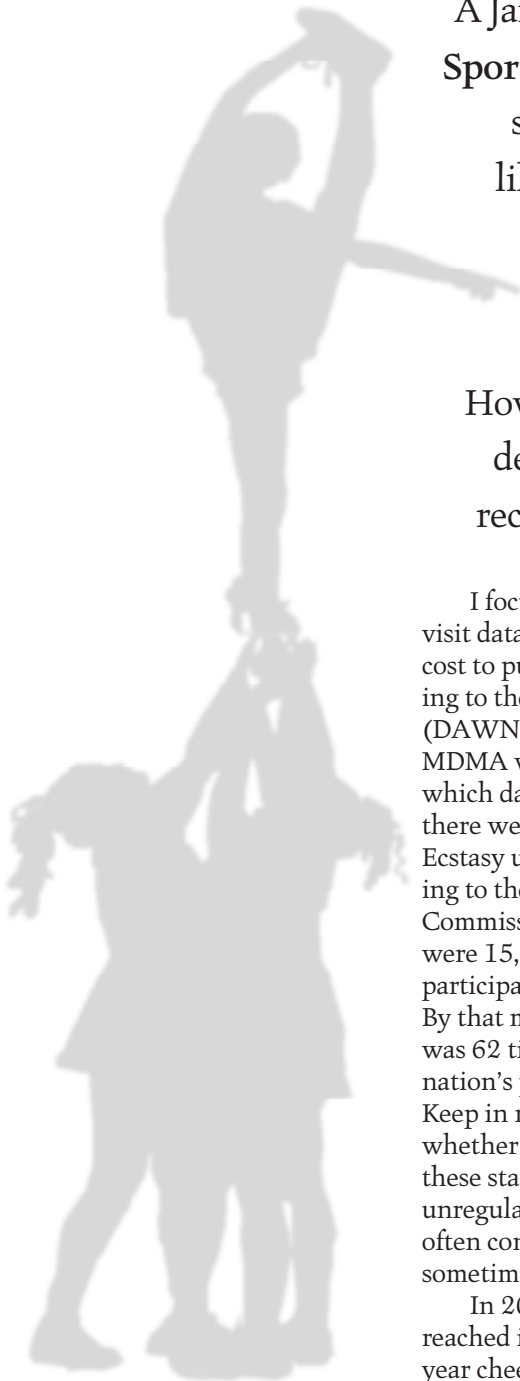 A Ja
Spor
s
li
How
de
rec
I foc
visit data
cost to pu
ing to the
(DAWN
MDMA v
which da
there we
Ecstasy u
ing to the
Commiss
were 15,
participa
By that m
was 62 ti
nation’s p
Keep in m
whether
these sta
unregula
often con
sometim
In 20
reached i
year chee